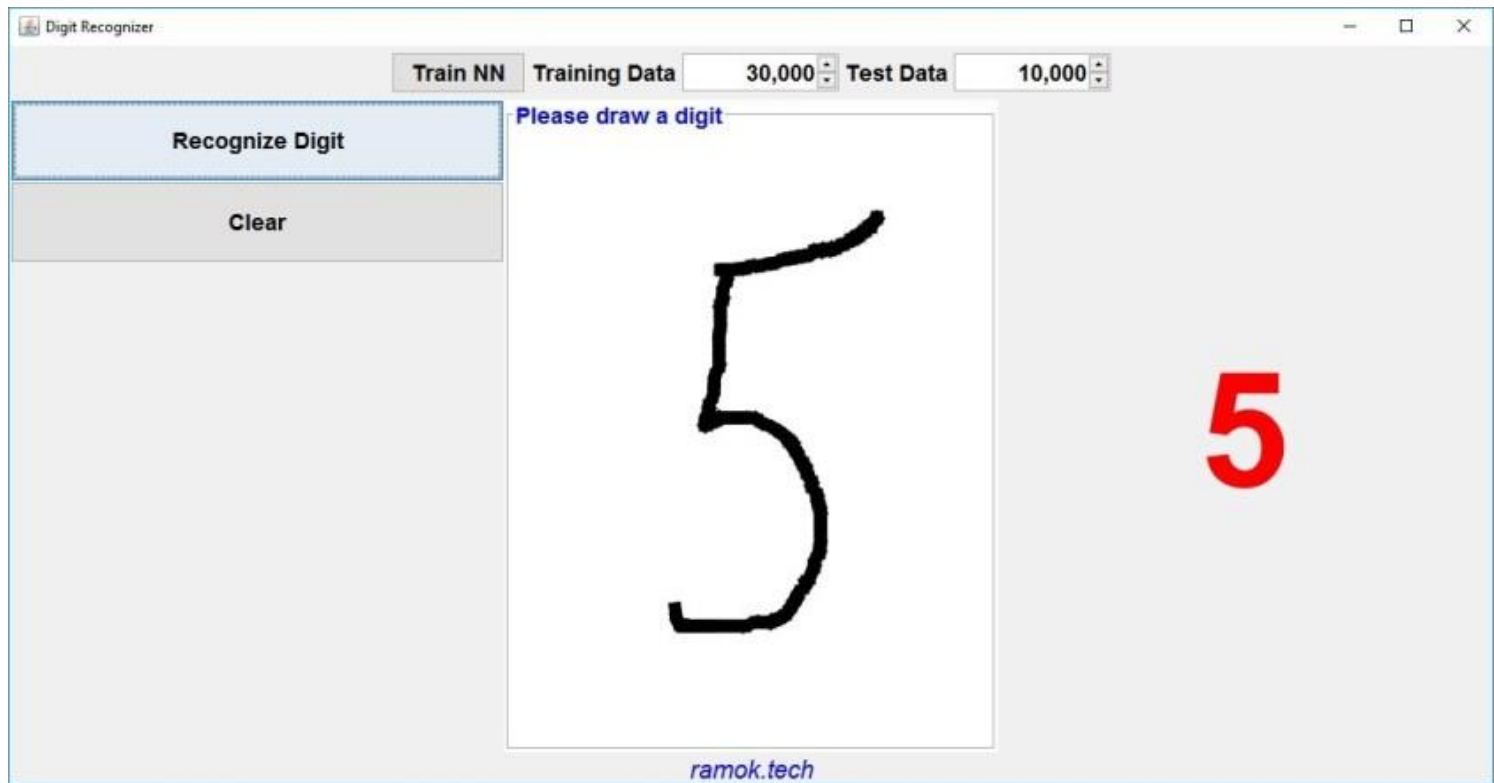 Digit Recognizer
Train NN Training Data 30,000 Test Data 10,000
Recognize Digit
Clear
Please draw a digit
5
5
ramok.tech